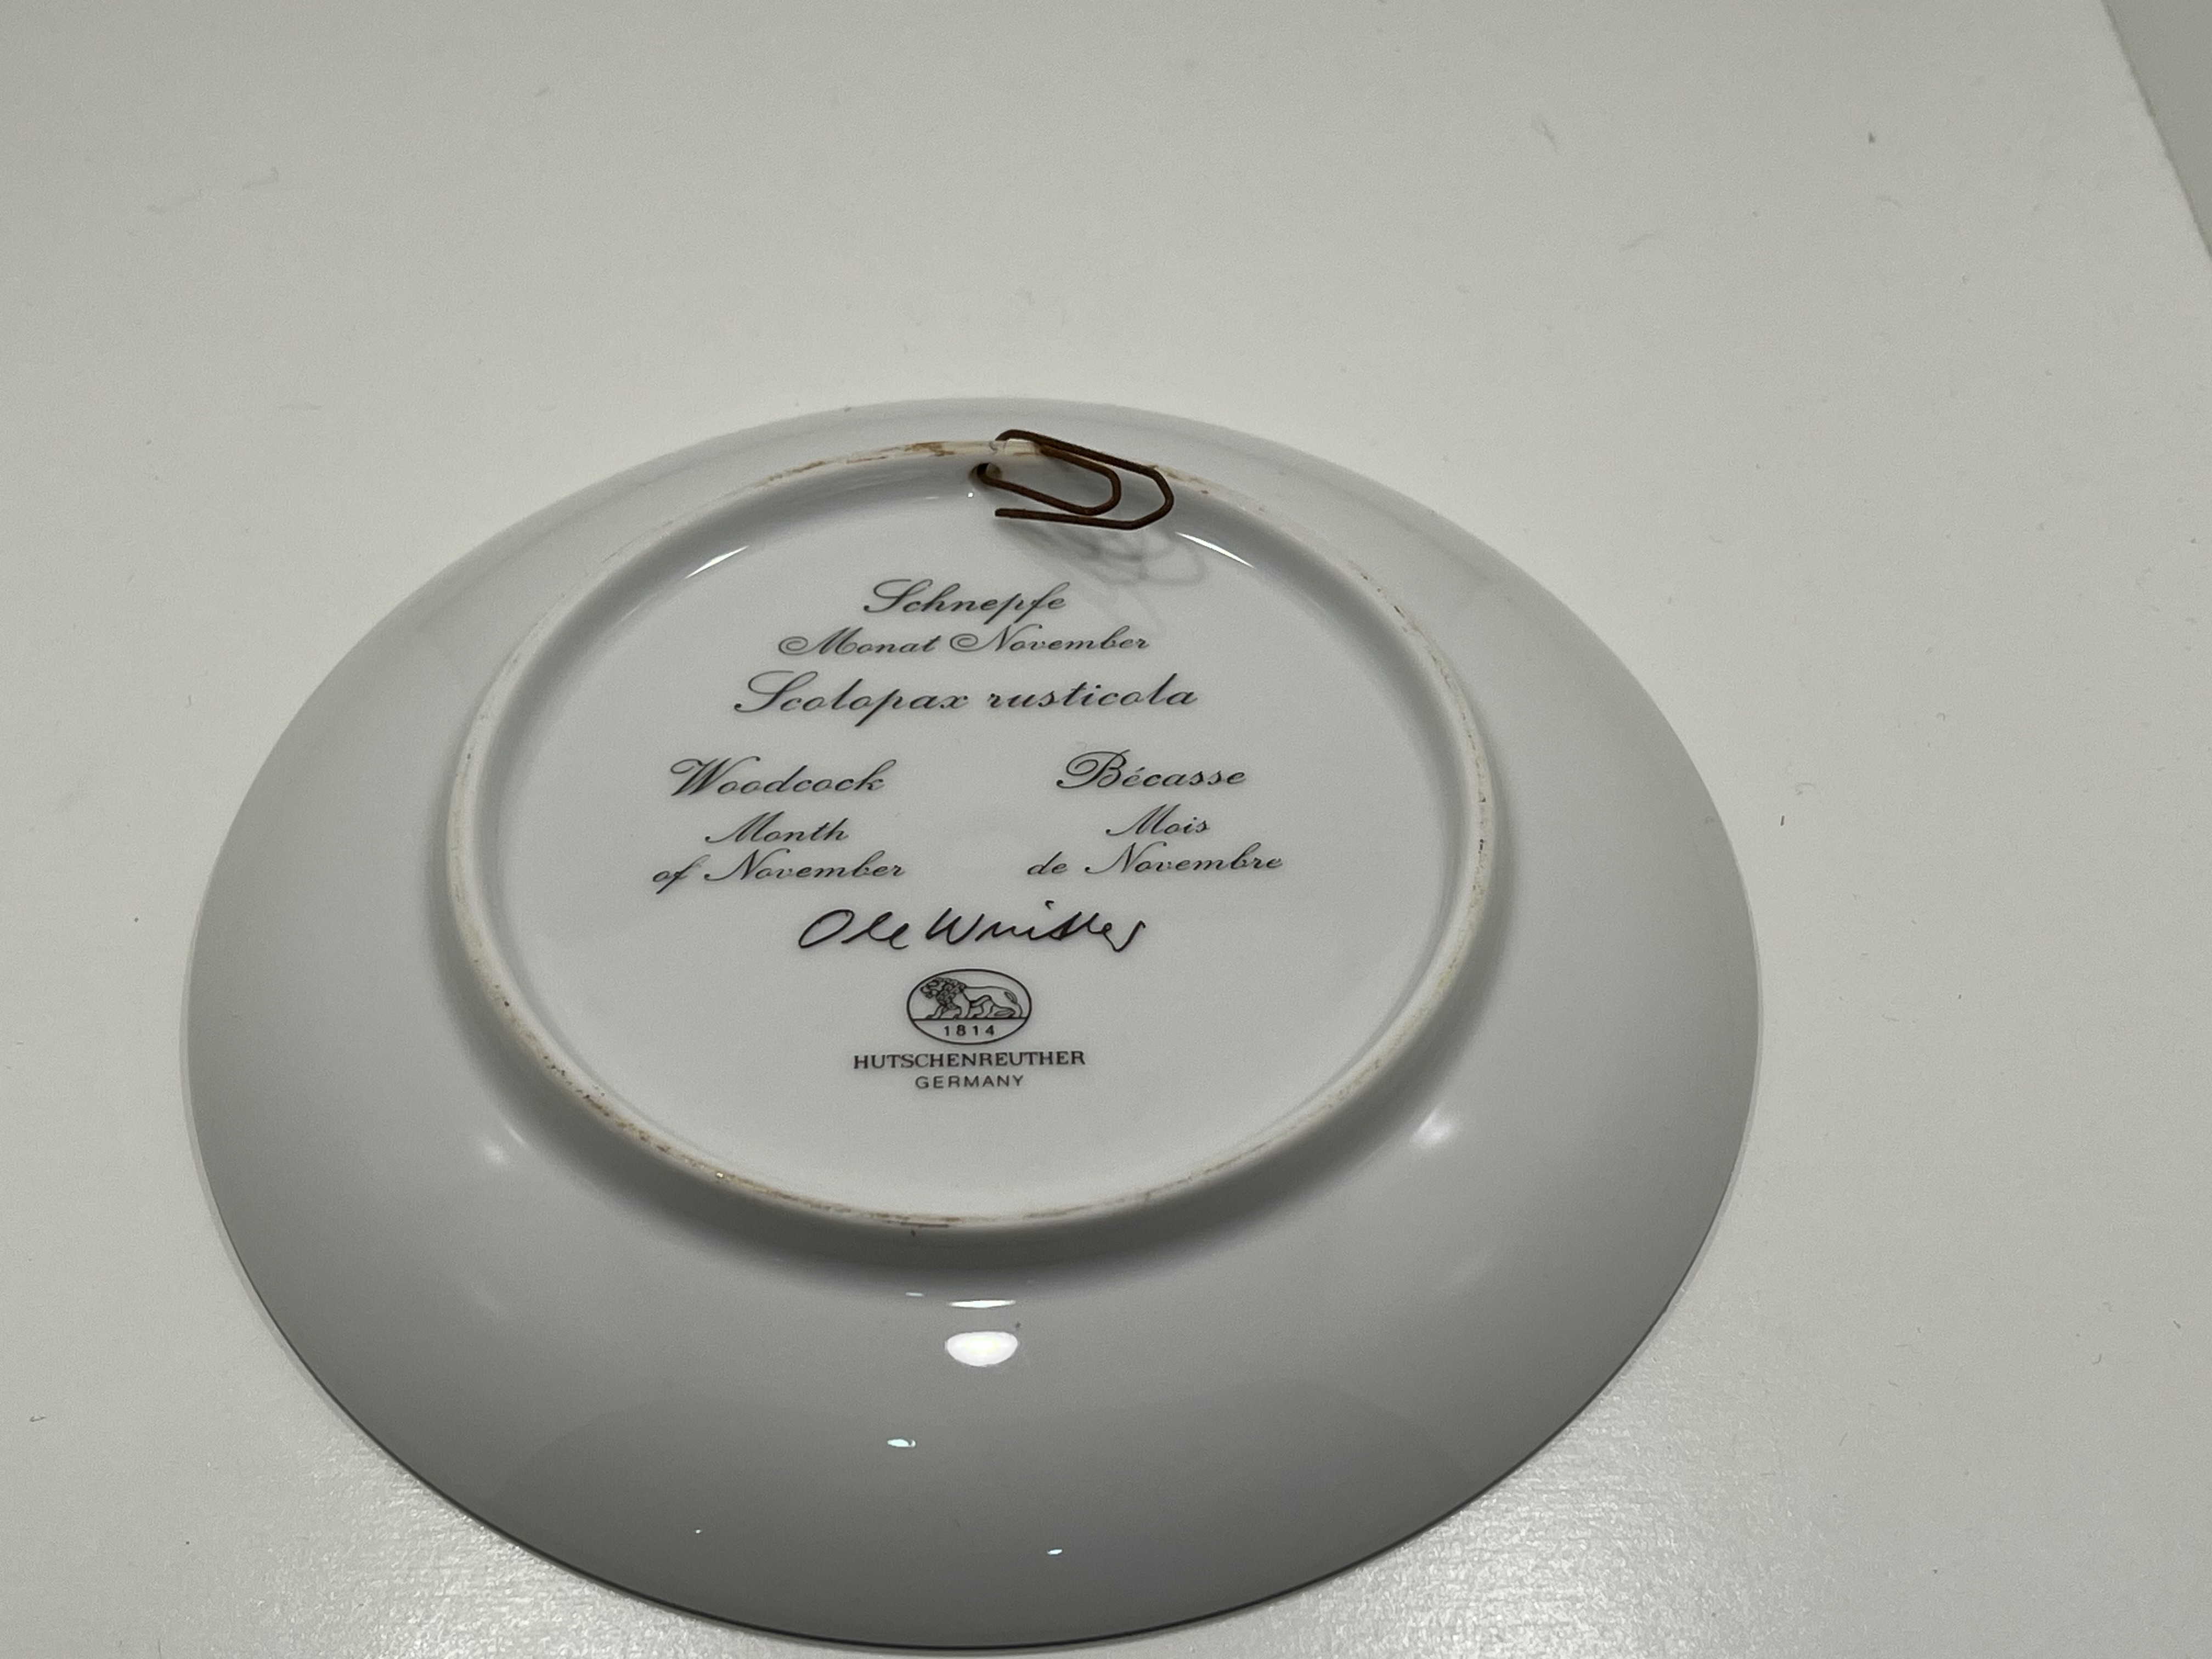 Schnepfe
Monat November
Scolopax rusticola
Woodcock
Month
of November
Bécasse
Mois
de Novembre
Ole Winther
1814
HUTSCHENREUTHER
GERMANY